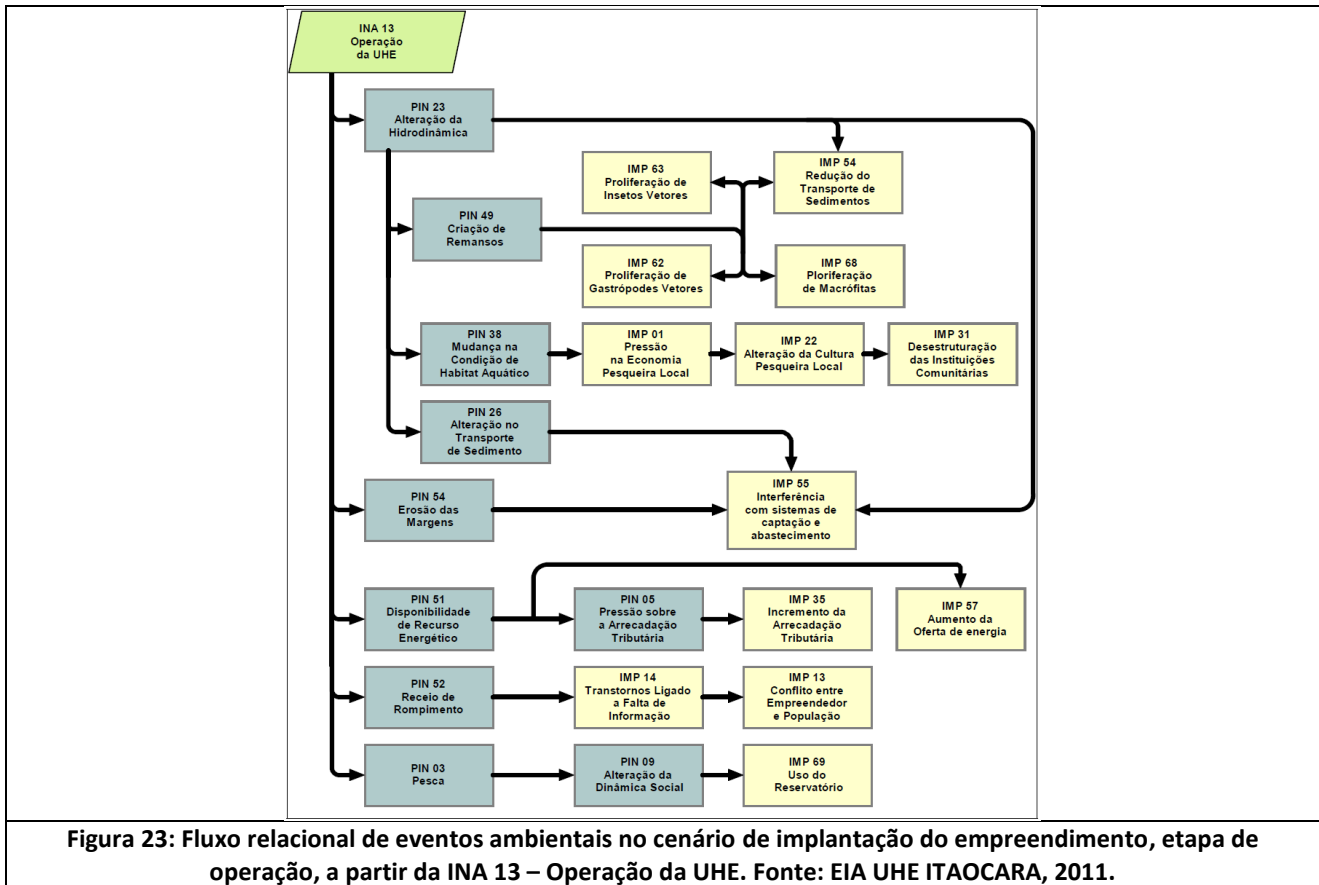 INA 13
Operação
da UHE
PIN 23
Alteração da
Hidrodinâmica
IMP 63
Proliferação de
Insetos Vetores
IMP 54
Redução do
Transporte de
Sedimentos
PIN 49
Criação de
Remansos
IMP 62
Proliferação de
Gastrópodes Vetores
IMP 68
Ploriferação
de Macrófitas
PIN 38
Mudança na
Condição de
Habitat Aquático
IMP 01
Pressão
na Economia
Pesqueira Local
IMP 22
Alteração da Cultura
Pesqueira Local
IMP 31
Desestruturação
das Instituições
Comunitárias
PIN 26
Alteração no
Transporte
de Sedimento
PIN 54
Erosão das
Margens
IMP 55
Interferência
com sistemas de
captação e
abastecimento
PIN 51
Disponibilidade
de Recurso
Energético
PIN 05
Pressão sobre
a Arrecadação
Tributária
IMP 35
Incremento da
Arrecadação
Tributária
IMP 57
Aumento da
Oferta de energia
PIN 52
Receio de
Rompimento
IMP 14
Transtornos Ligado
a Falta de
Informação
IMP 13
Conflito entre
Empreendedor
e População
PIN 03
Pesca
PIN 09
Alteração da
Dinâmica Social
IMP 69
Uso do
Reservatório
Figura 23: Fluxo relacional de eventos ambientais no cenário de implantação do empreendimento, etapa de
operação, a partir da INA 13 – Operação da UHE. Fonte: EIA UHE ITAOCARA, 2011.